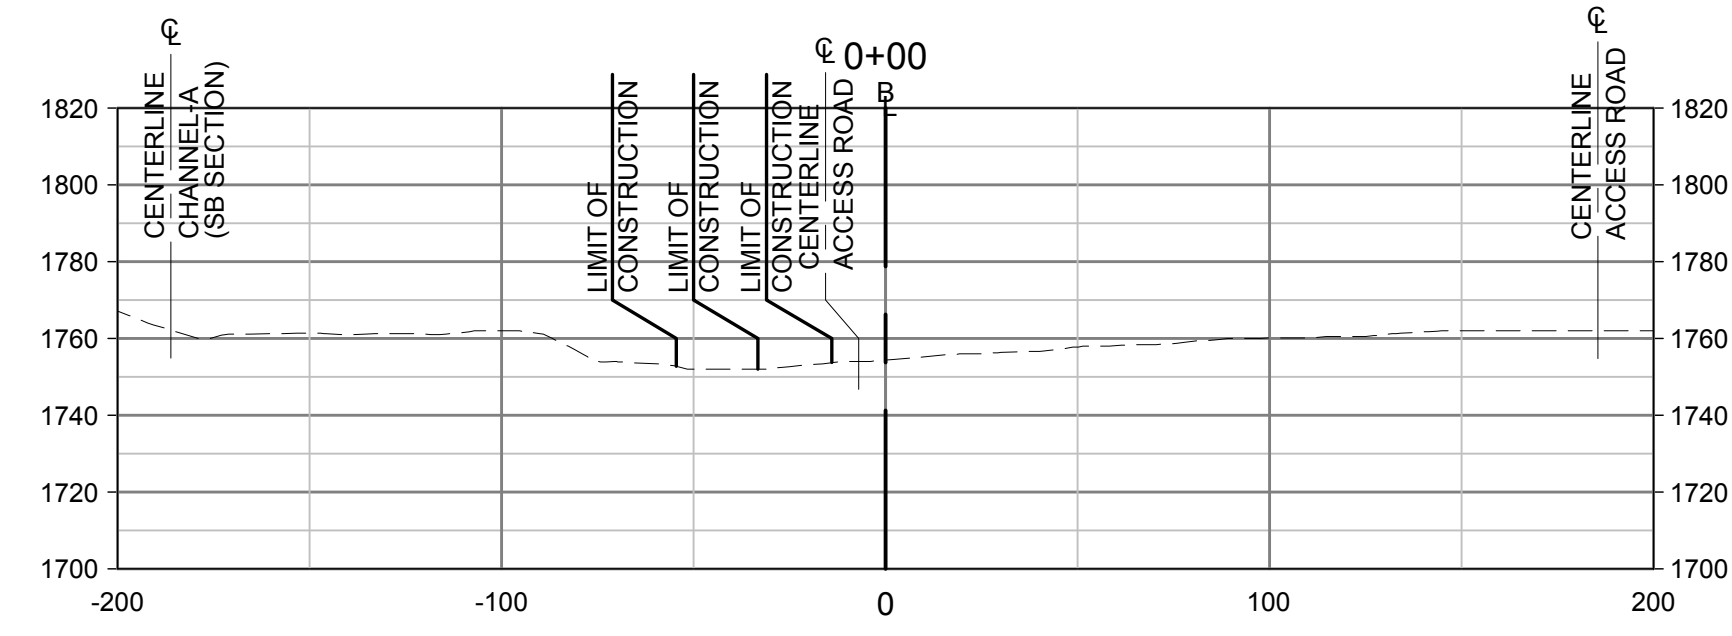 ℄
CENTERLINE
CHANNEL-A
(SB SECTION)
LIMIT OF
CONSTRUCTION
LIMIT OF
CONSTRUCTION
LIMIT OF
CONSTRUCTION
℄
CENTERLINE
ACCESS ROAD
0+00
BL
℄
CENTERLINE
ACCESS ROAD
1820
1800
1780
1760
1740
1720
1700
1820
1800
1780
1760
1740
1720
1700
-200
-100
0
100
200